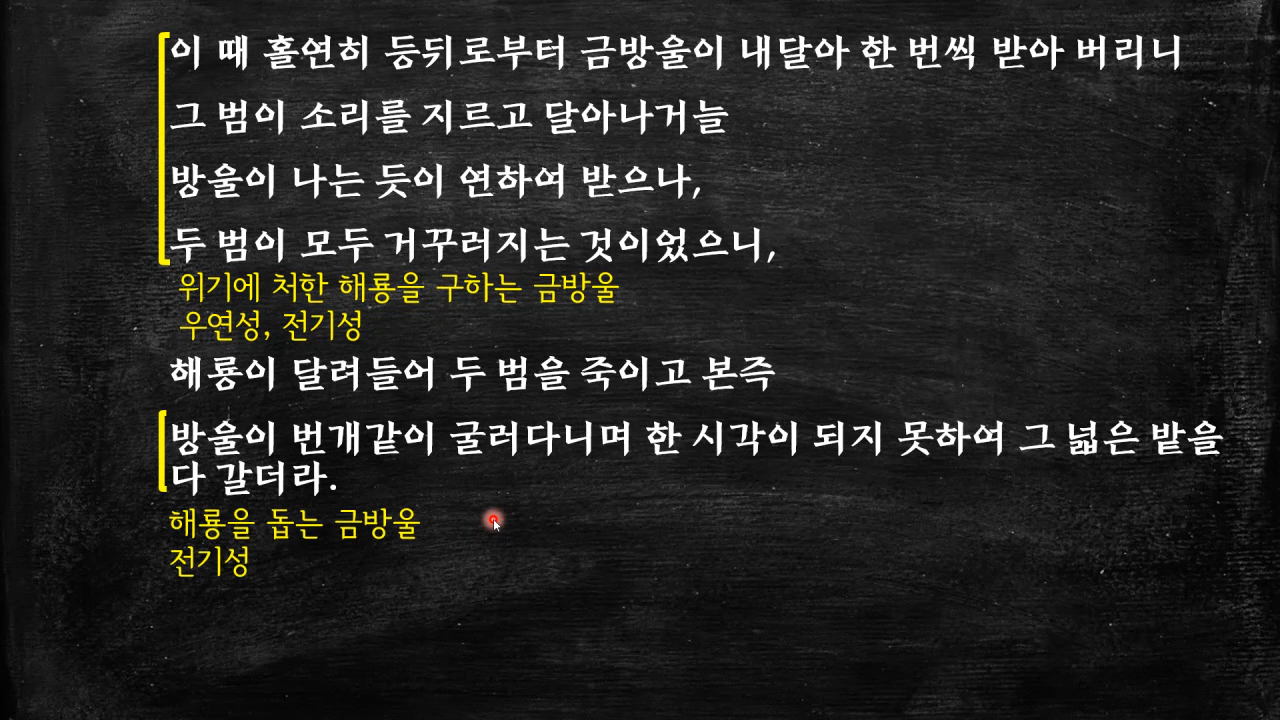 이 때 홀연히 등뒤로부터 금방울이 내달아 한 번씩 받아 버리니
그 범이 소리를 지르고 달아나거늘
방울이 나는 듯이 연하여 받으나,
두 범이 모두 거꾸러지는 것이었으니,
위기에 처한 해룡을 구하는 금방울
우연성, 전기성
해룡이 달려들어 두 범을 죽이고 본즉
방울이 번개같이 굴러다니며 한 시각이 되지 못하여 그 넓은 밭을
다 갈더라.
해룡을 돕는 금방울
전기성